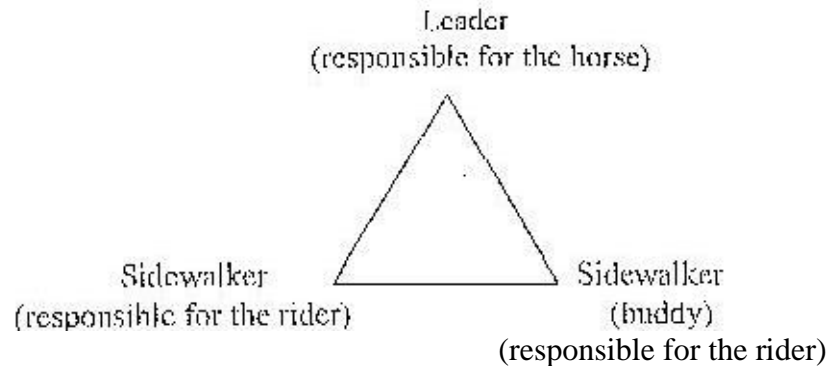 Leader
(responsible for the horse)
Sidewalker
(responsible for the rider)
Sidewalker
(buddy)
(responsible for the rider)